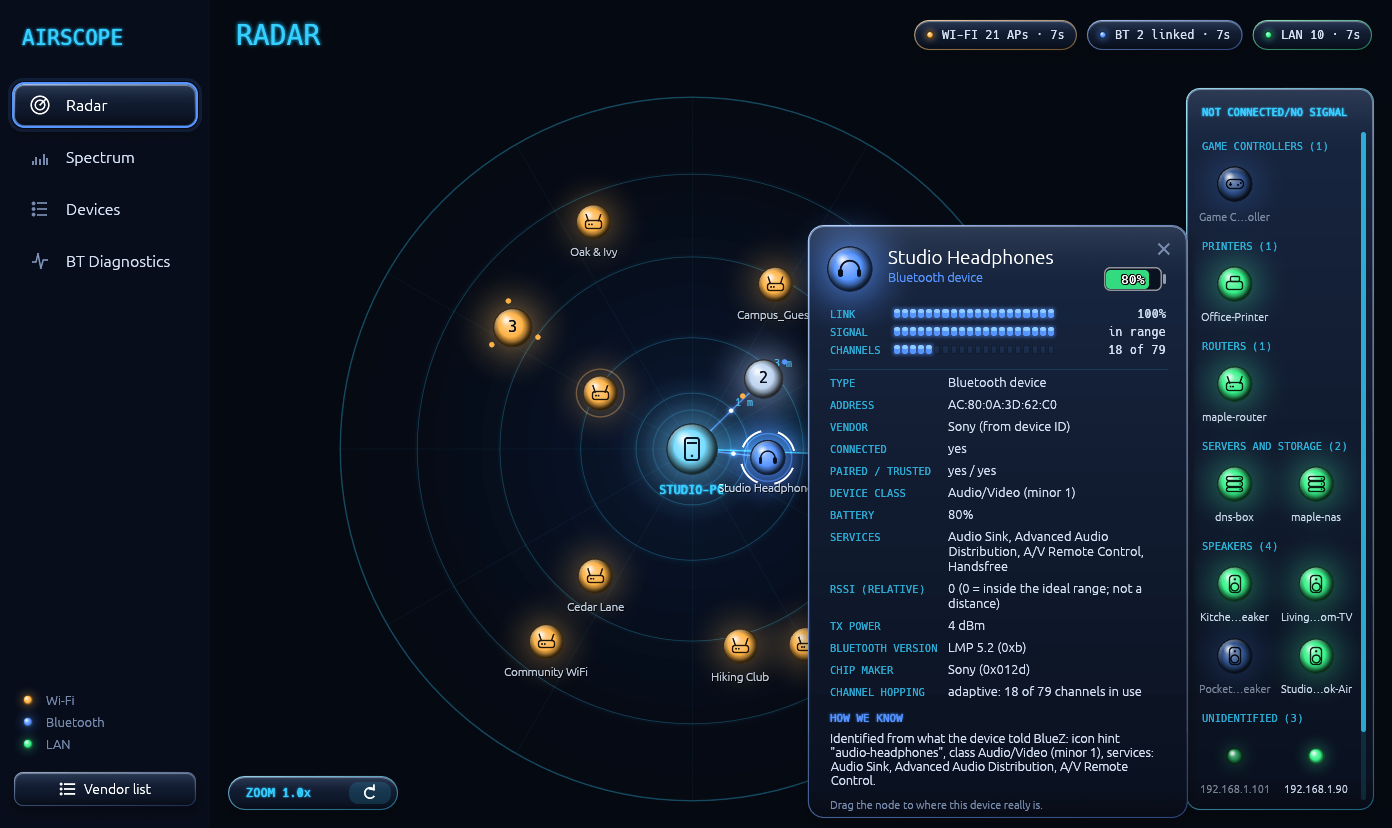 AIRSCOPE
Radar
Spectrum
Devices
BT Diagnostics
Wi-Fi
Bluetooth
LAN
Vendor list
RADAR
WI-FI 21 APs · 7s
BT 2 linked · 7s
LAN 10 · 7s
Oak & Ivy
Campus_Gues
3
2
3 m
1 m
STUDIO-PC
Studio Headphon
Cedar Lane
Community WiFi
Hiking Club
ZOOM 1.0x
Studio Headphones
Bluetooth device
80%
LINK 100%
SIGNAL in range
CHANNELS 18 of 79
TYPE Bluetooth device
ADDRESS AC:80:0A:3D:62:C0
VENDOR Sony (from device ID)
CONNECTED yes
PAIRED / TRUSTED yes / yes
DEVICE CLASS Audio/Video (minor 1)
BATTERY 80%
SERVICES Audio Sink, Advanced Audio
Distribution, A/V Remote Control,
Handsfree
RSSI (RELATIVE) 0 (0 = inside the ideal range; not a
distance)
TX POWER 4 dBm
BLUETOOTH VERSION LMP 5.2 (0xb)
CHIP MAKER Sony (0x012d)
CHANNEL HOPPING adaptive: 18 of 79 channels in use
HOW WE KNOW
Identified from what the device told BlueZ: icon hint
"audio-headphones", class Audio/Video (minor 1), services:
Audio Sink, Advanced Audio Distribution, A/V Remote
Control.
Drag the node to where this device really is.
NOT CONNECTED/NO SIGNAL
GAME CONTROLLERS (1)
Game C...oller
PRINTERS (1)
Office-Printer
ROUTERS (1)
maple-router
SERVERS AND STORAGE (2)
dns-box maple-nas
SPEAKERS (4)
Kitche...eaker Living...om-TV
Pocket...eaker Studio...ok-Air
UNIDENTIFIED (3)
192.168.1.101 192.168.1.90